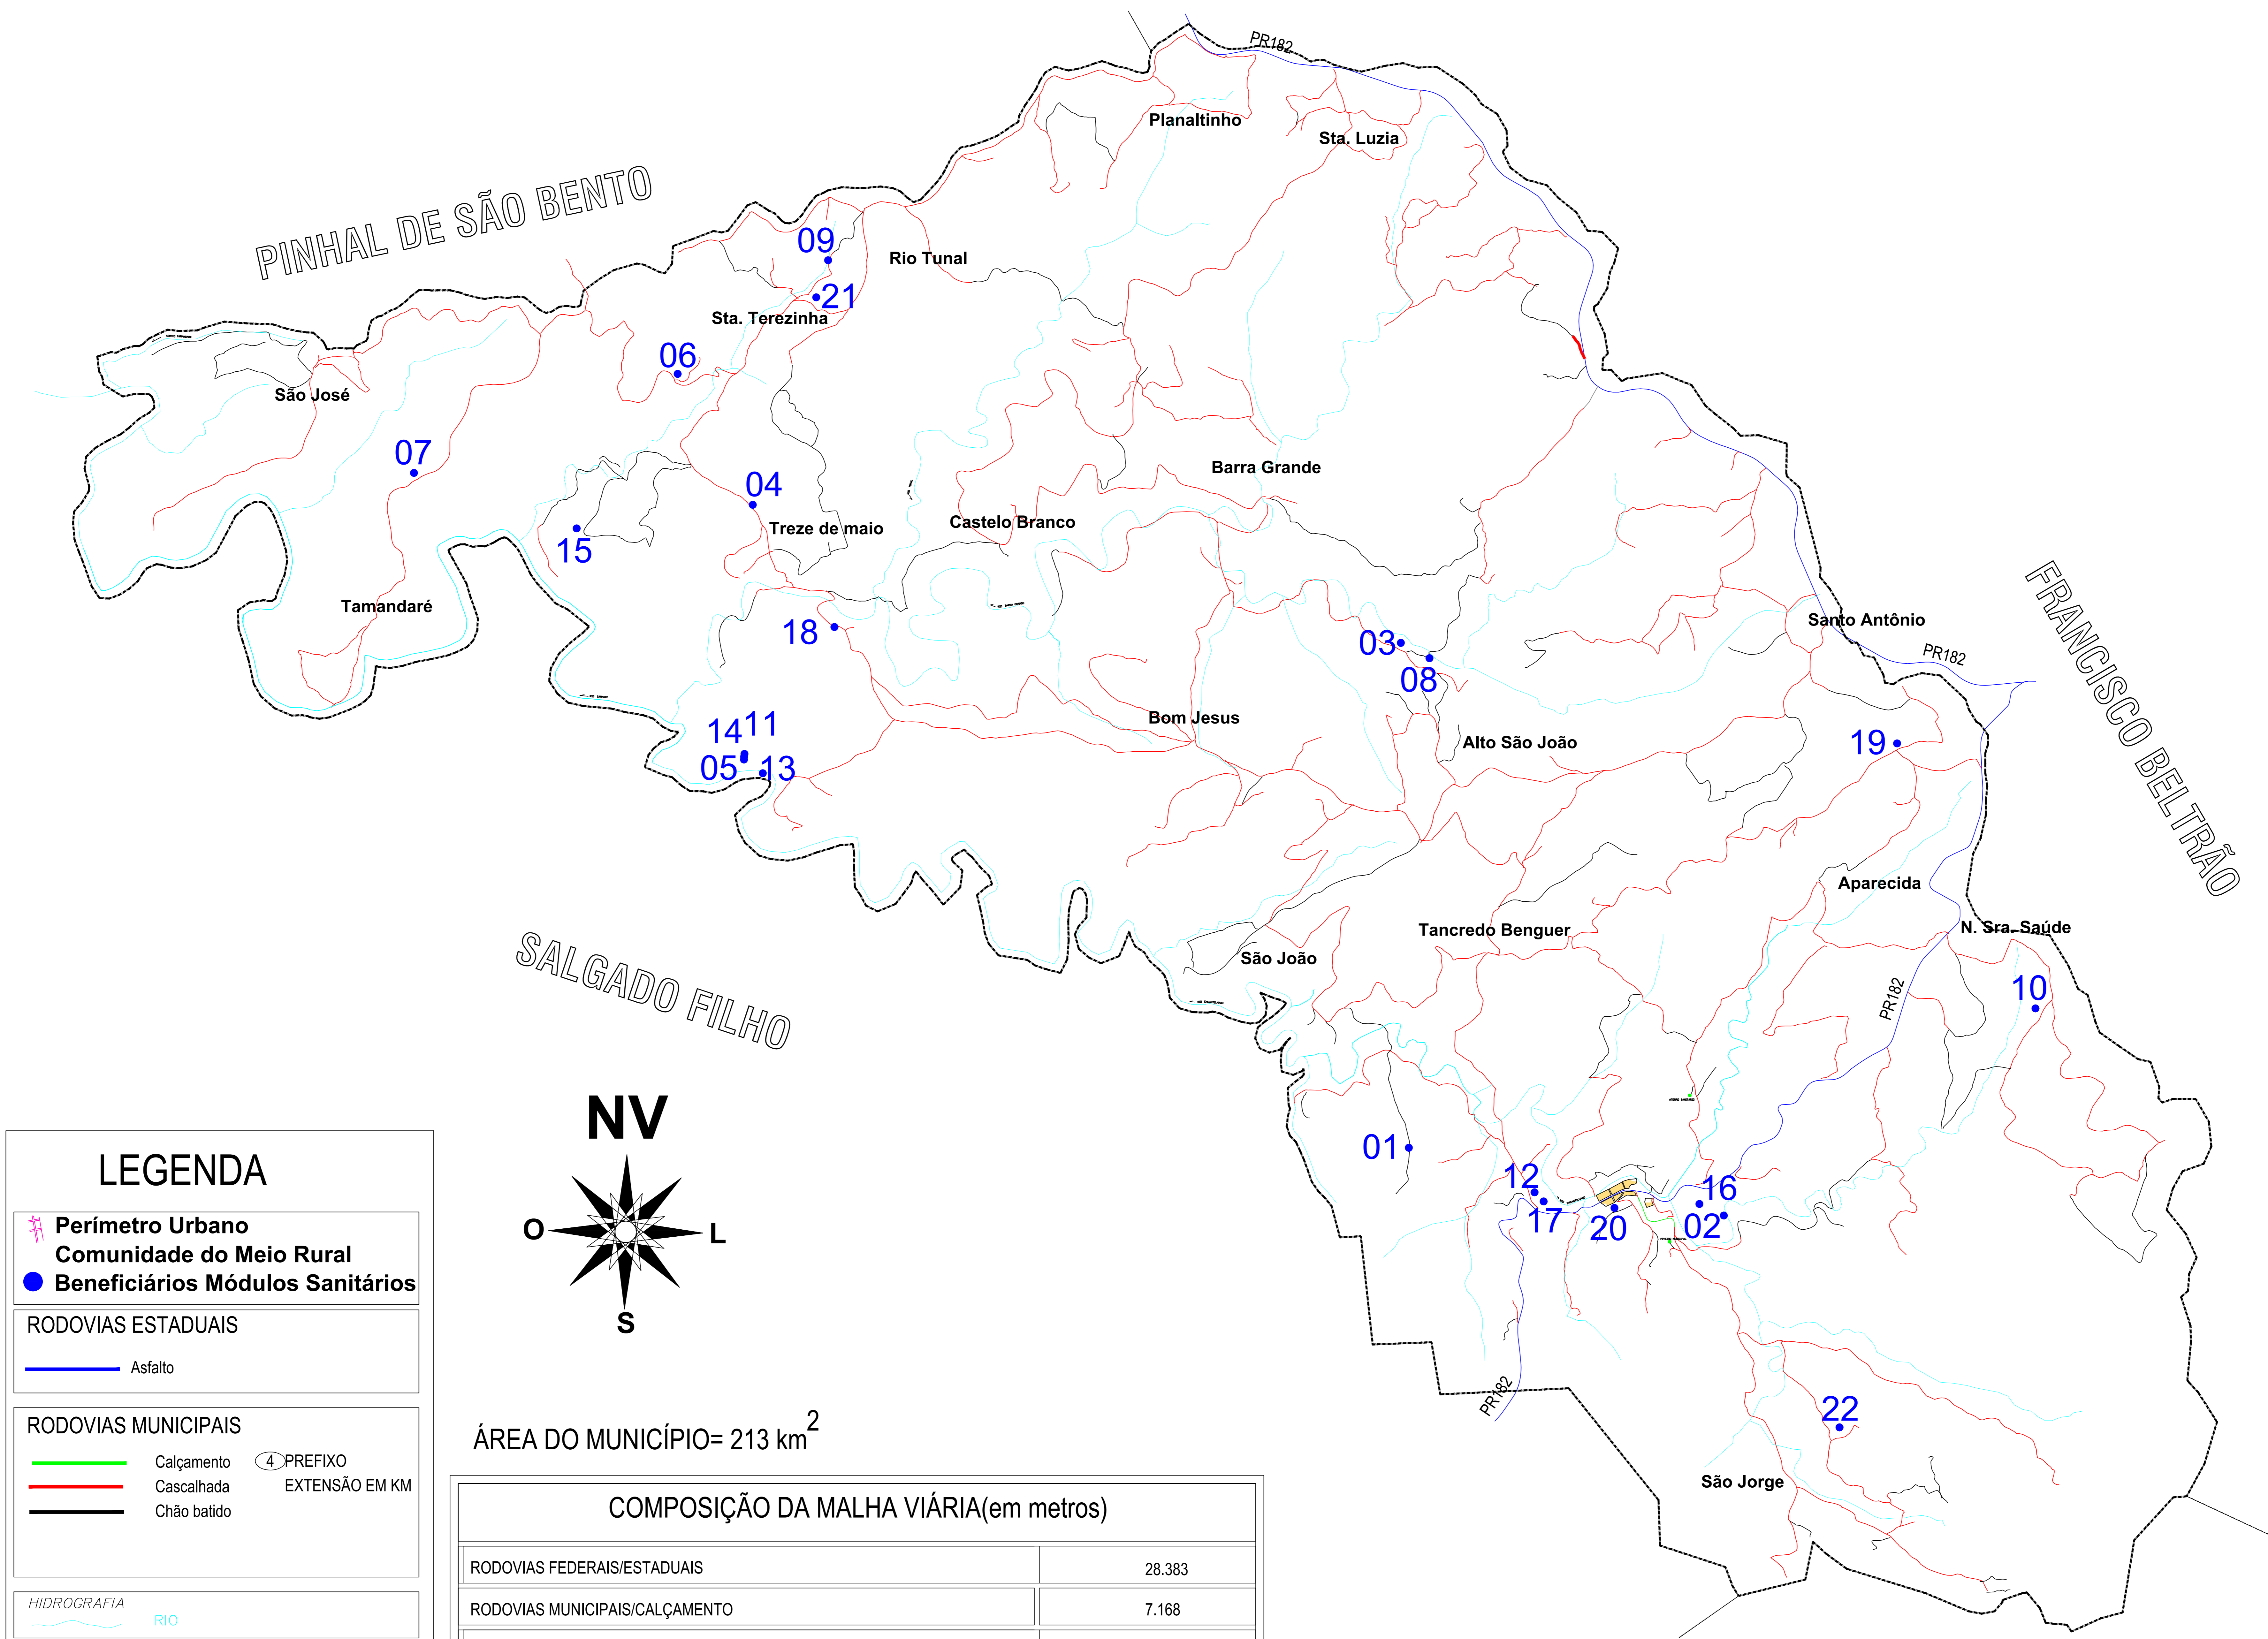 PR182
Planaltinho
Sta. Luzia
PINHAL DE SÃO BENTO
09
Rio Tunal
21
Sta. Terezinha
06
São José
07
Barra Grande
04
Castelo Branco
Treze de maio
15
Tamandaré
Santo Antônio
18
03
PR182
08
FRANCISCO BELTRÃO
Bom Jesus
14
11
Alto São João
19
05
13
Aparecida
N. Sra. Saúde
Tancredo Benguer
São João
SALGADO FILHO
10
PR182
01
12
16
17
20
02
PR182
22
São Jorge
NV
O
L
S
LEGENDA
Perímetro Urbano
Comunidade do Meio Rural
Beneficiários Módulos Sanitários
RODOVIAS ESTADUAIS
Asfalto
RODOVIAS MUNICIPAIS
Calçamento 4 PREFIXO
Cascalhada EXTENSÃO EM KM
Chão batido
HIDROGRAFIA
RIO
ÁREA DO MUNICÍPIO= 213 km2
COMPOSIÇÃO DA MALHA VIÁRIA(em metros)
RODOVIAS FEDERAIS/ESTADUAIS 28.383
RODOVIAS MUNICIPAIS/CALÇAMENTO 7.168